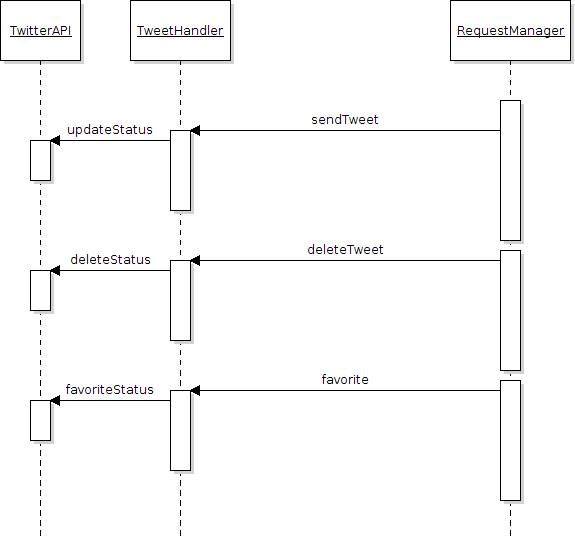 TwitterAPI
TweetHandler
RequestManager
sendTweet
updateStatus
deleteTweet
deleteStatus
favorite
favoriteStatus